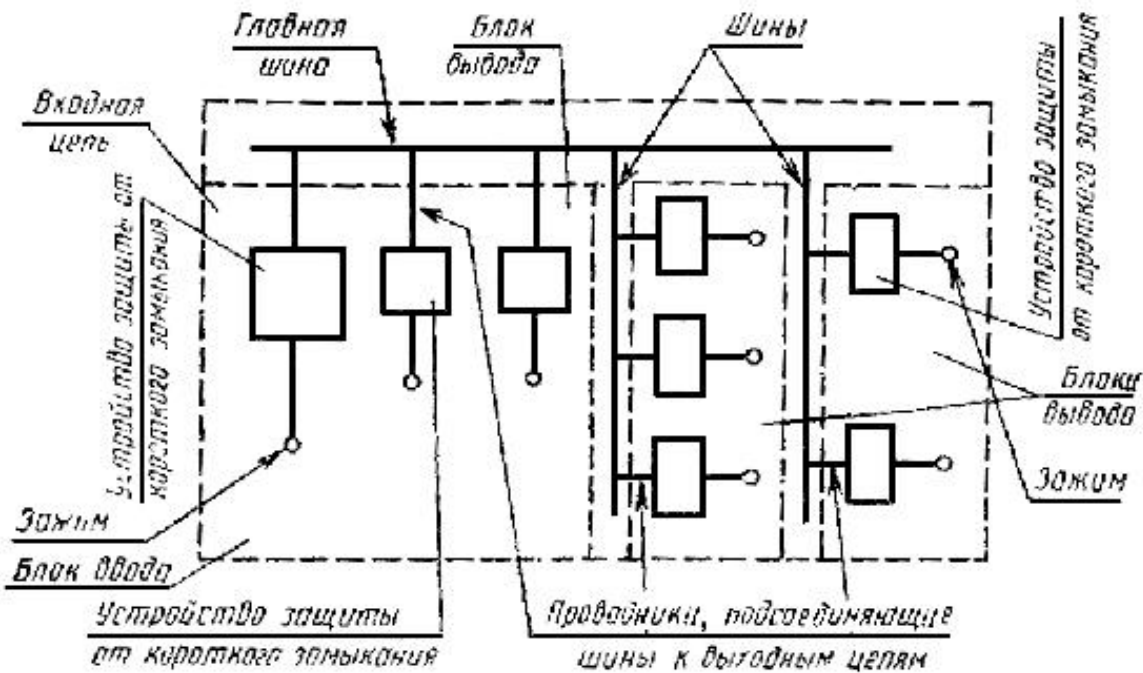 Главная
шина
Блок
вывода
Шины
Устройство защиты
от короткого замыкания
Входная
цепь
Устройство защиты от
короткого замыкания
Блоки
вывода
Зажим
Зажим
Блок ввода
Устройство защиты
от короткого замыкания
Проводники, подсоединяющие
шины к выходным цепям